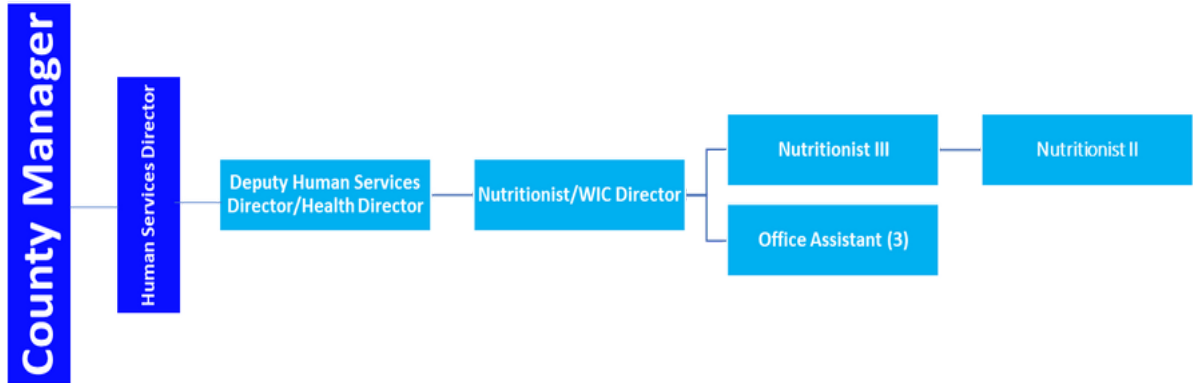 County Manager
Human Services Director
Deputy Human Services
Director/Health Director
Nutritionist/WIC Director
Nutritionist III
Nutritionist II
Office Assistant (3)